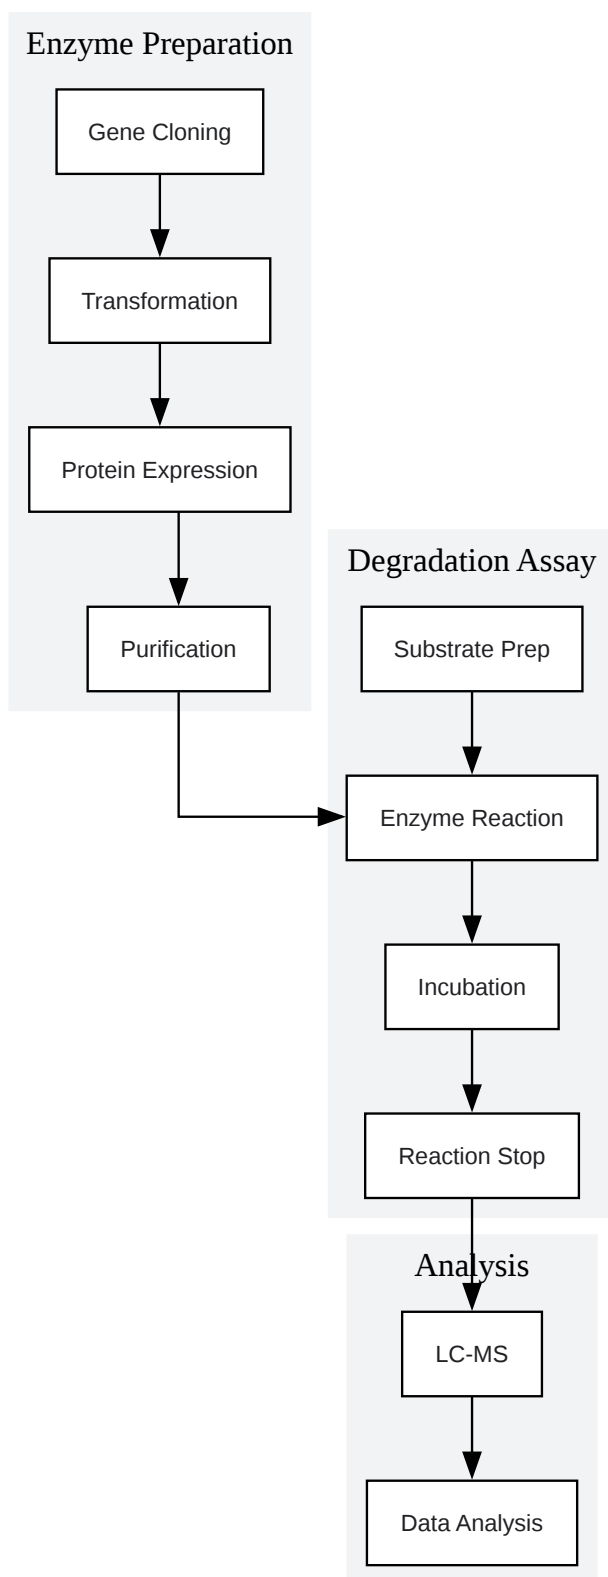 Enzyme Preparation
Gene Cloning
Transformation
Protein Expression
Purification
Degradation Assay
Substrate Prep
Enzyme Reaction
Incubation
Reaction Stop
Analysis
LC-MS
Data Analysis